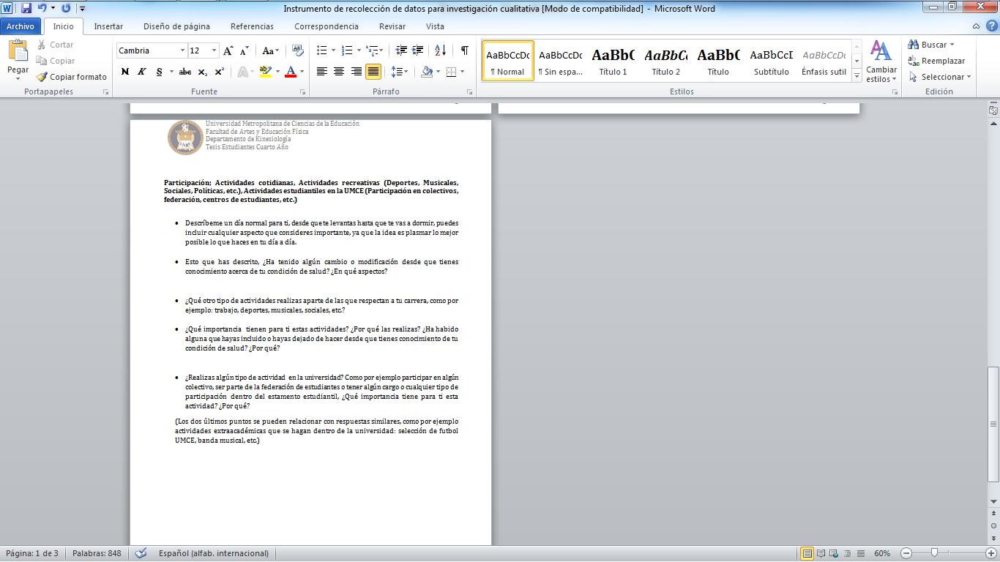 Instrumento de recolección de datos para investigación cualitativa [Modo de compatibilidad] - Microsoft Word
Archivo Inicio Insertar Diseño de página Referencias Correspondencia Revisar Vista
Pegar
Cortar
Copiar
Copiar formato
Portapapeles
Cambria 12
N K S abc x₂ x²
Fuente
Párrafo
AaBbCcDc AaBbCcDc AaBbC AaBbCc AaBbC AaBbCcI AaBbCcDc
¶ Normal ¶ Sin espa... Título 1 Título 2 Título Subtítulo Énfasis sutil
Estilos
Cambiar
estilos
Buscar
Reemplazar
Seleccionar
Edición
Universidad Metropolitana de Ciencias de la Educación
Facultad de Artes y Educación Física
Departamento de Kinesiología
Tesis Estudiantes Cuarto Año
Participación; Actividades cotidianas, Actividades recreativas (Deportes, Musicales,
Sociales, Políticas, etc.), Actividades estudiantiles en la UMCE (Participación en colectivos,
federación, centros de estudiantes, etc.)
• Descríbeme un día normal para ti, desde que te levantas hasta que te vas a dormir, puedes
incluir cualquier aspecto que consideres importante, ya que la idea es plasmar lo mejor
posible lo que haces en tu día a día.
• Esto que has descrito, ¿Ha tenido algún cambio o modificación desde que tienes
conocimiento acerca de tu condición de salud? ¿En qué aspectos?
• ¿Qué otro tipo de actividades realizas aparte de las que respectan a tu carrera, como por
ejemplo: trabajo, deportes, musicales, sociales, etc.?
• ¿Qué importancia tienen para ti estas actividades? ¿Por qué las realizas? ¿Ha habido
alguna que hayas incluido o hayas dejado de hacer desde que tienes conocimiento de tu
condición de salud? ¿Por qué?
• ¿Realizas algún tipo de actividad en la universidad? Como por ejemplo participar en algún
colectivo, ser parte de la federación de estudiantes o tener algún cargo o cualquier tipo de
participación dentro del estamento estudiantil, ¿Qué importancia tiene para ti esta
actividad? ¿Por qué?
(Los dos últimos puntos se pueden relacionar con respuestas similares, como por ejemplo
actividades extraacadémicas que se hagan dentro de la universidad: selección de futbol
UMCE, banda musical, etc.)
Página: 1 de 3 Palabras: 848 Español (alfab. internacional) 60%